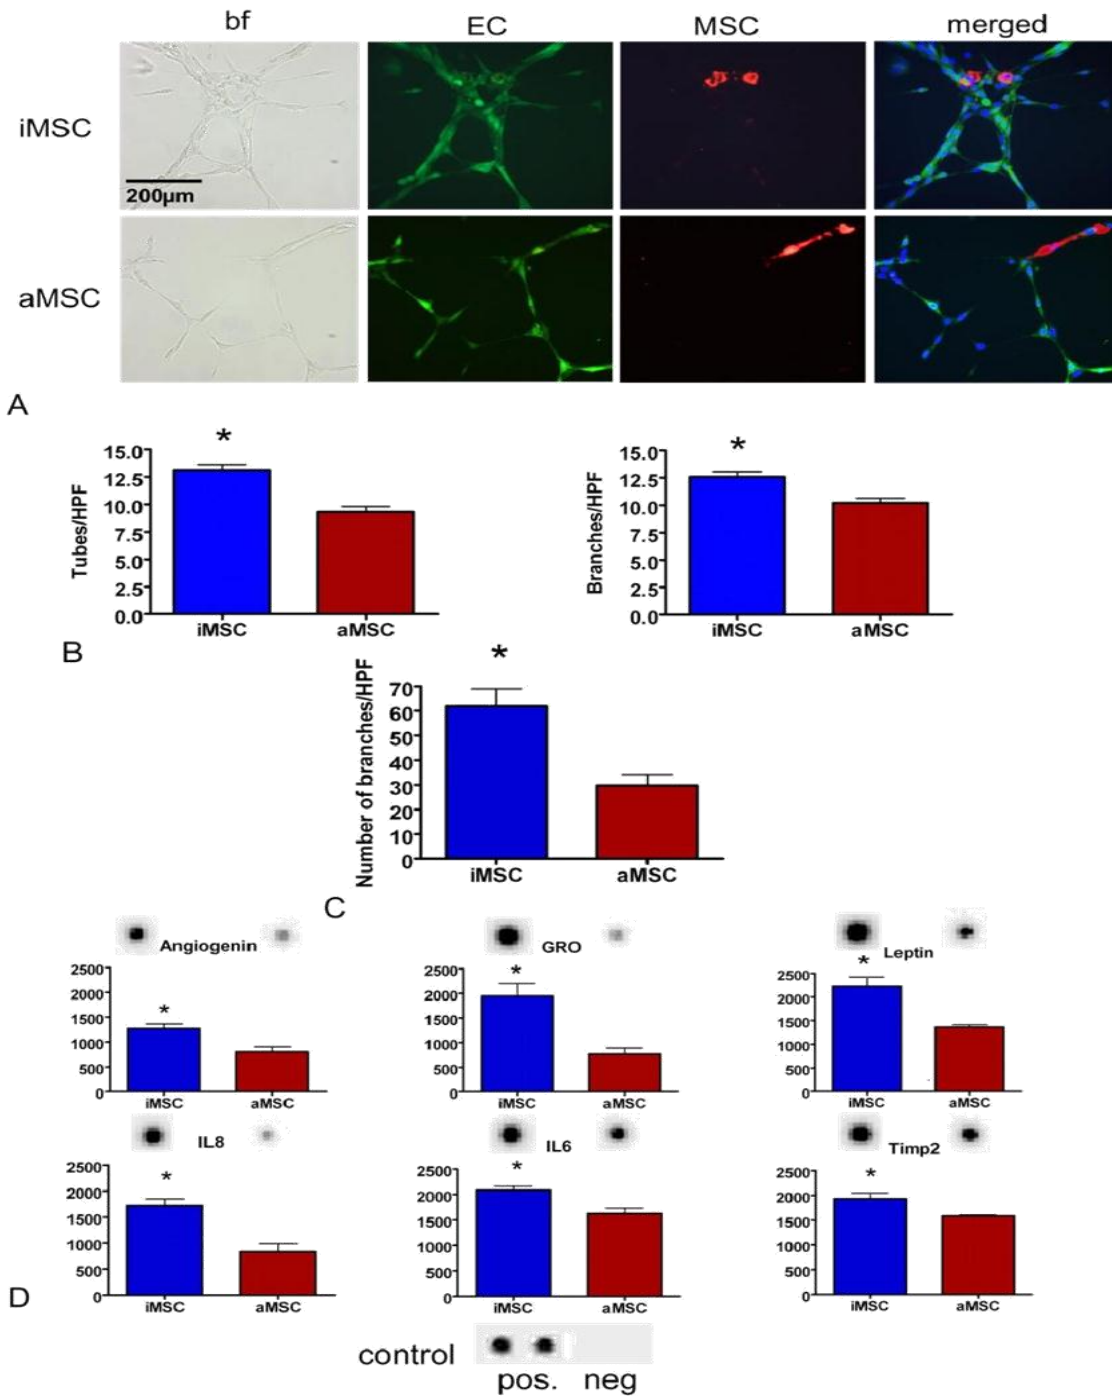 bf EC MSC merged
iMSC
200µm
aMSC
A
* *
15.0 15.0
12.5 12.5
10.0 10.0
7.5 7.5
5.0 5.0
2.5 2.5
0.0 0.0
Tubes/HPF Branches/HPF
iMSC aMSC iMSC aMSC
B
*
70
60
50
40
30
20
10
0
Number of branches/HPF
iMSC aMSC
C
Angiogenin GRO Leptin
* * *
2500 2500 2500
2000 2000 2000
1500 1500 1500
1000 1000 1000
500 500 500
0 0 0
iMSC aMSC iMSC aMSC iMSC aMSC
IL8 IL6 Timp2
* * *
2500 2500 2500
2000 2000 2000
1500 1500 1500
1000 1000 1000
500 500 500
0 0 0
iMSC aMSC iMSC aMSC iMSC aMSC
D
control
pos. neg